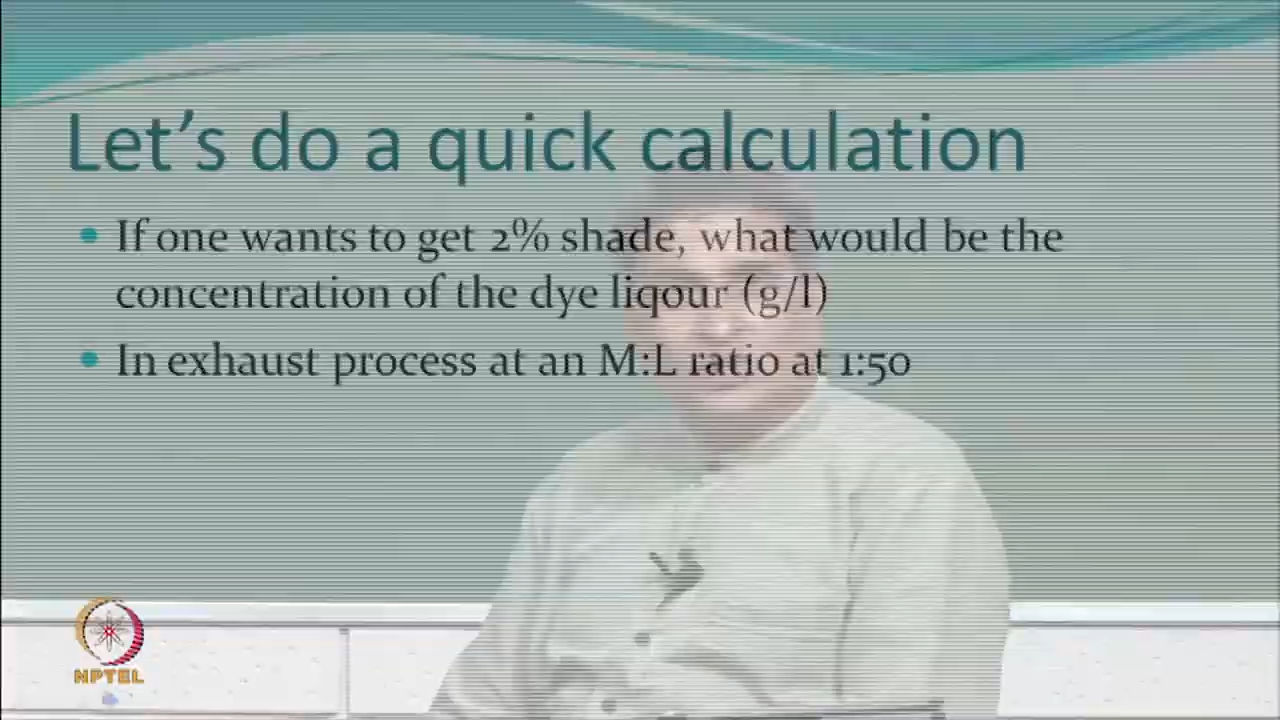 Let's do a quick calculation
• If one wants to get 2% shade, what would be the
concentration of the dye liqour (g/l)
• In exhaust process at an M:L ratio at 1:50
NPTEL